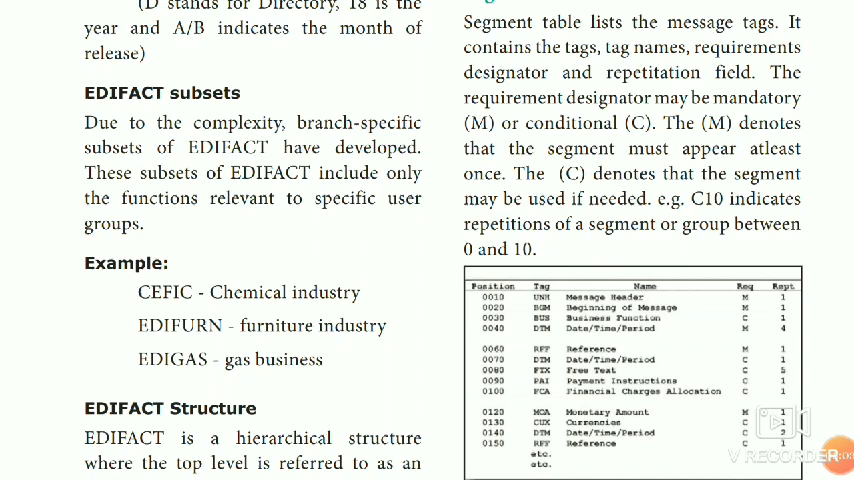 (D stands for Directory, 18 is the
year and A/B indicates the month of
release)
EDIFACT subsets
Due to the complexity, branch-specific
subsets of EDIFACT have developed.
These subsets of EDIFACT include only
the functions relevant to specific user
groups.
Example:
CEFIC - Chemical industry
EDIFURN - furniture industry
EDIGAS - gas business
EDIFACT Structure
EDIFACT is a hierarchical structure
where the top level is referred to as an
Segment table lists the message tags. It
contains the tags, tag names, requirements
designator and repetitation field. The
requirement designator may be mandatory
(M) or conditional (C). The (M) denotes
that the segment must appear atleast
once. The (C) denotes that the segment
may be used if needed. e.g. C10 indicates
repetitions of a segment or group between
0 and 10.
Position Tag Name Req Rept
0010 UNH Message Header M 1
0020 BGM Beginning of Message M 1
0030 BUS Business Function C 1
0040 DTM Date/Time/Period M 4
0060 RFF Reference M 1
0070 DTM Date/Time/Period C 1
0080 FTX Free Text C 5
0090 PAI Payment Instructions C 1
0100 FCA Financial Charges Allocation C 1
0120 MOA Monetary Amount M 1
0130 CUX Currencies C 1
0140 DTM Date/Time/Period C 2
0150 RFF Reference C 1
etc.
etc.
V RECORDER